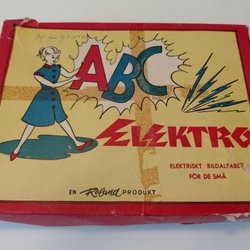 ABC
ELEKTRO
ELEKTRISKT BILDALFABET
FÖR DE SMÅ
EN Roland PRODUKT